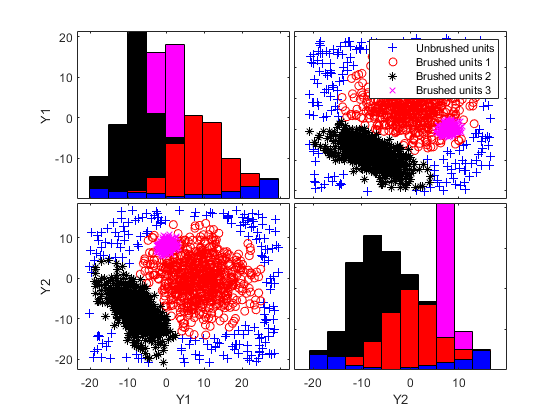 20
10
0
-10
Y1
Unbrushed units
Brushed units 1
Brushed units 2
Brushed units 3
10
0
-10
-20
Y2
-20 -10 0 10 20
Y1
-20 -10 0 10
Y2